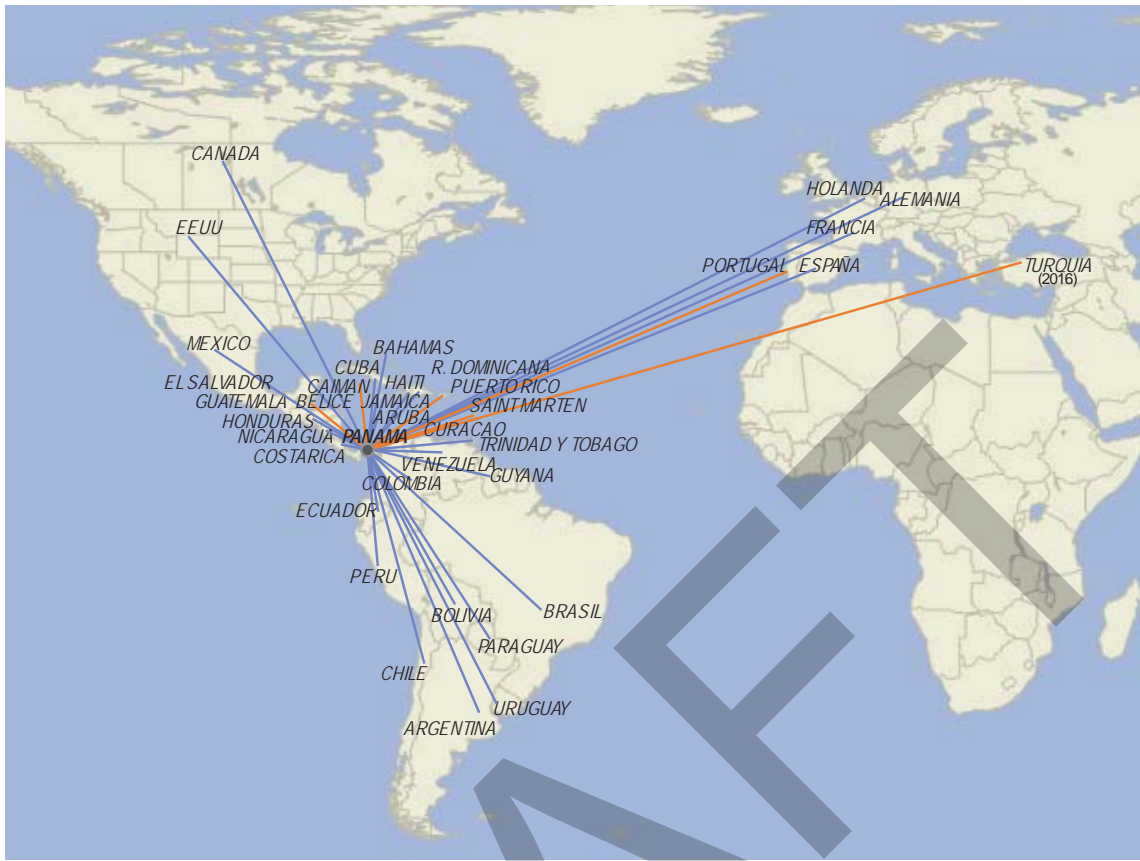 CANADA
HOLANDA
ALEMANIA
EEUU
FRANCIA
PORTUGAL
ESPAÑA
TURQUIA
(2016)
MEXICO
BAHAMAS
CUBA
R. DOMINICANA
EL SALVADOR
CAIMAN
HAITI
PUERTO RICO
GUATEMALA
BELICE
JAMAICA
SAINT MARTEN
HONDURAS
ARUBA
CURACAO
NICARAGUA
PANAMA
TRINIDAD Y TOBAGO
COSTARICA
VENEZUELA
GUYANA
COLOMBIA
ECUADOR
PERU
BOLIVIA
BRASIL
PARAGUAY
CHILE
URUGUAY
ARGENTINA
AFT